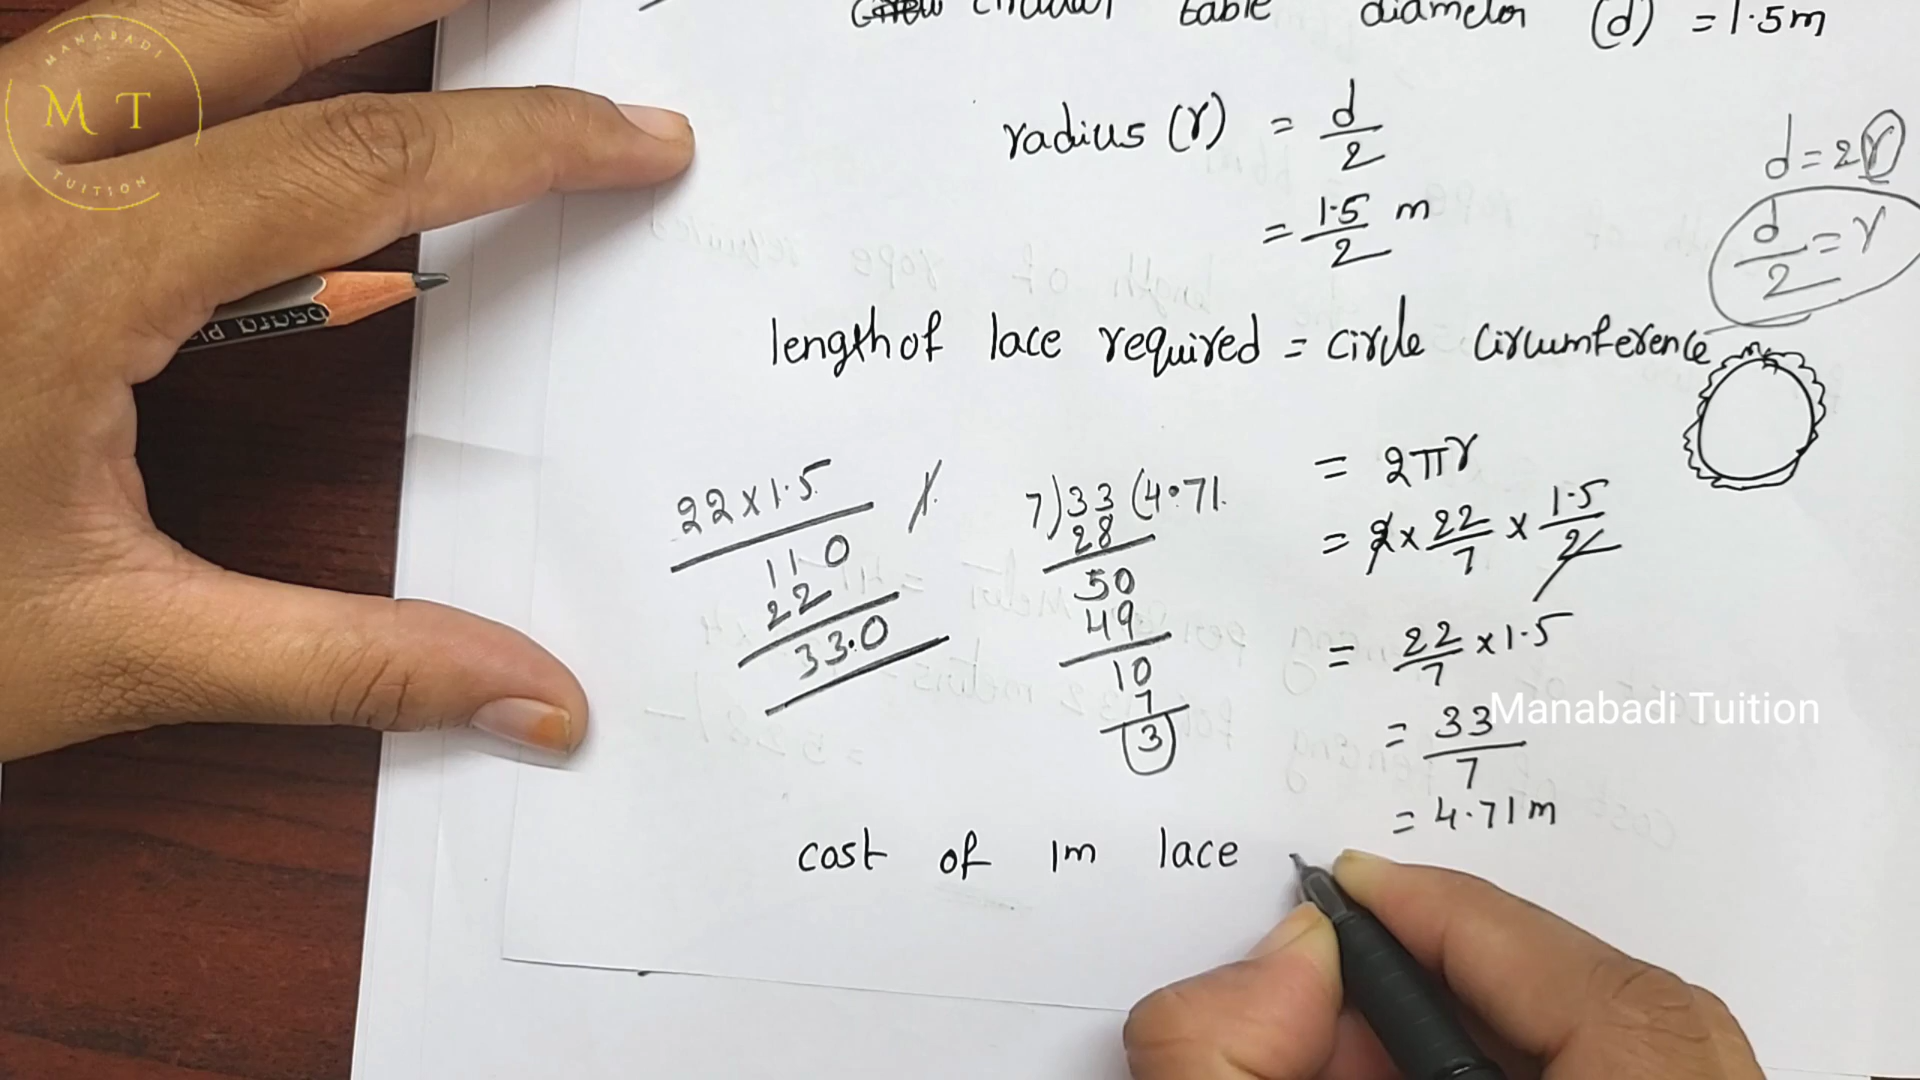 circular table diameter (d) = 1.5m
radius (r) = d/2
= 1.5/2 m
d = 2r
d/2 = r
length of lace required = circle circumference
= 2πr
= 2 x 22/7 x 1.5/2
= 22/7 x 1.5
= 33/7
= 4.71m
22 x 1.5
110
22
33.0
7)33(4.71
28
50
49
10
7
3
cost of 1m lace
MANABADI
M T
TUITION
Manabadi Tuition